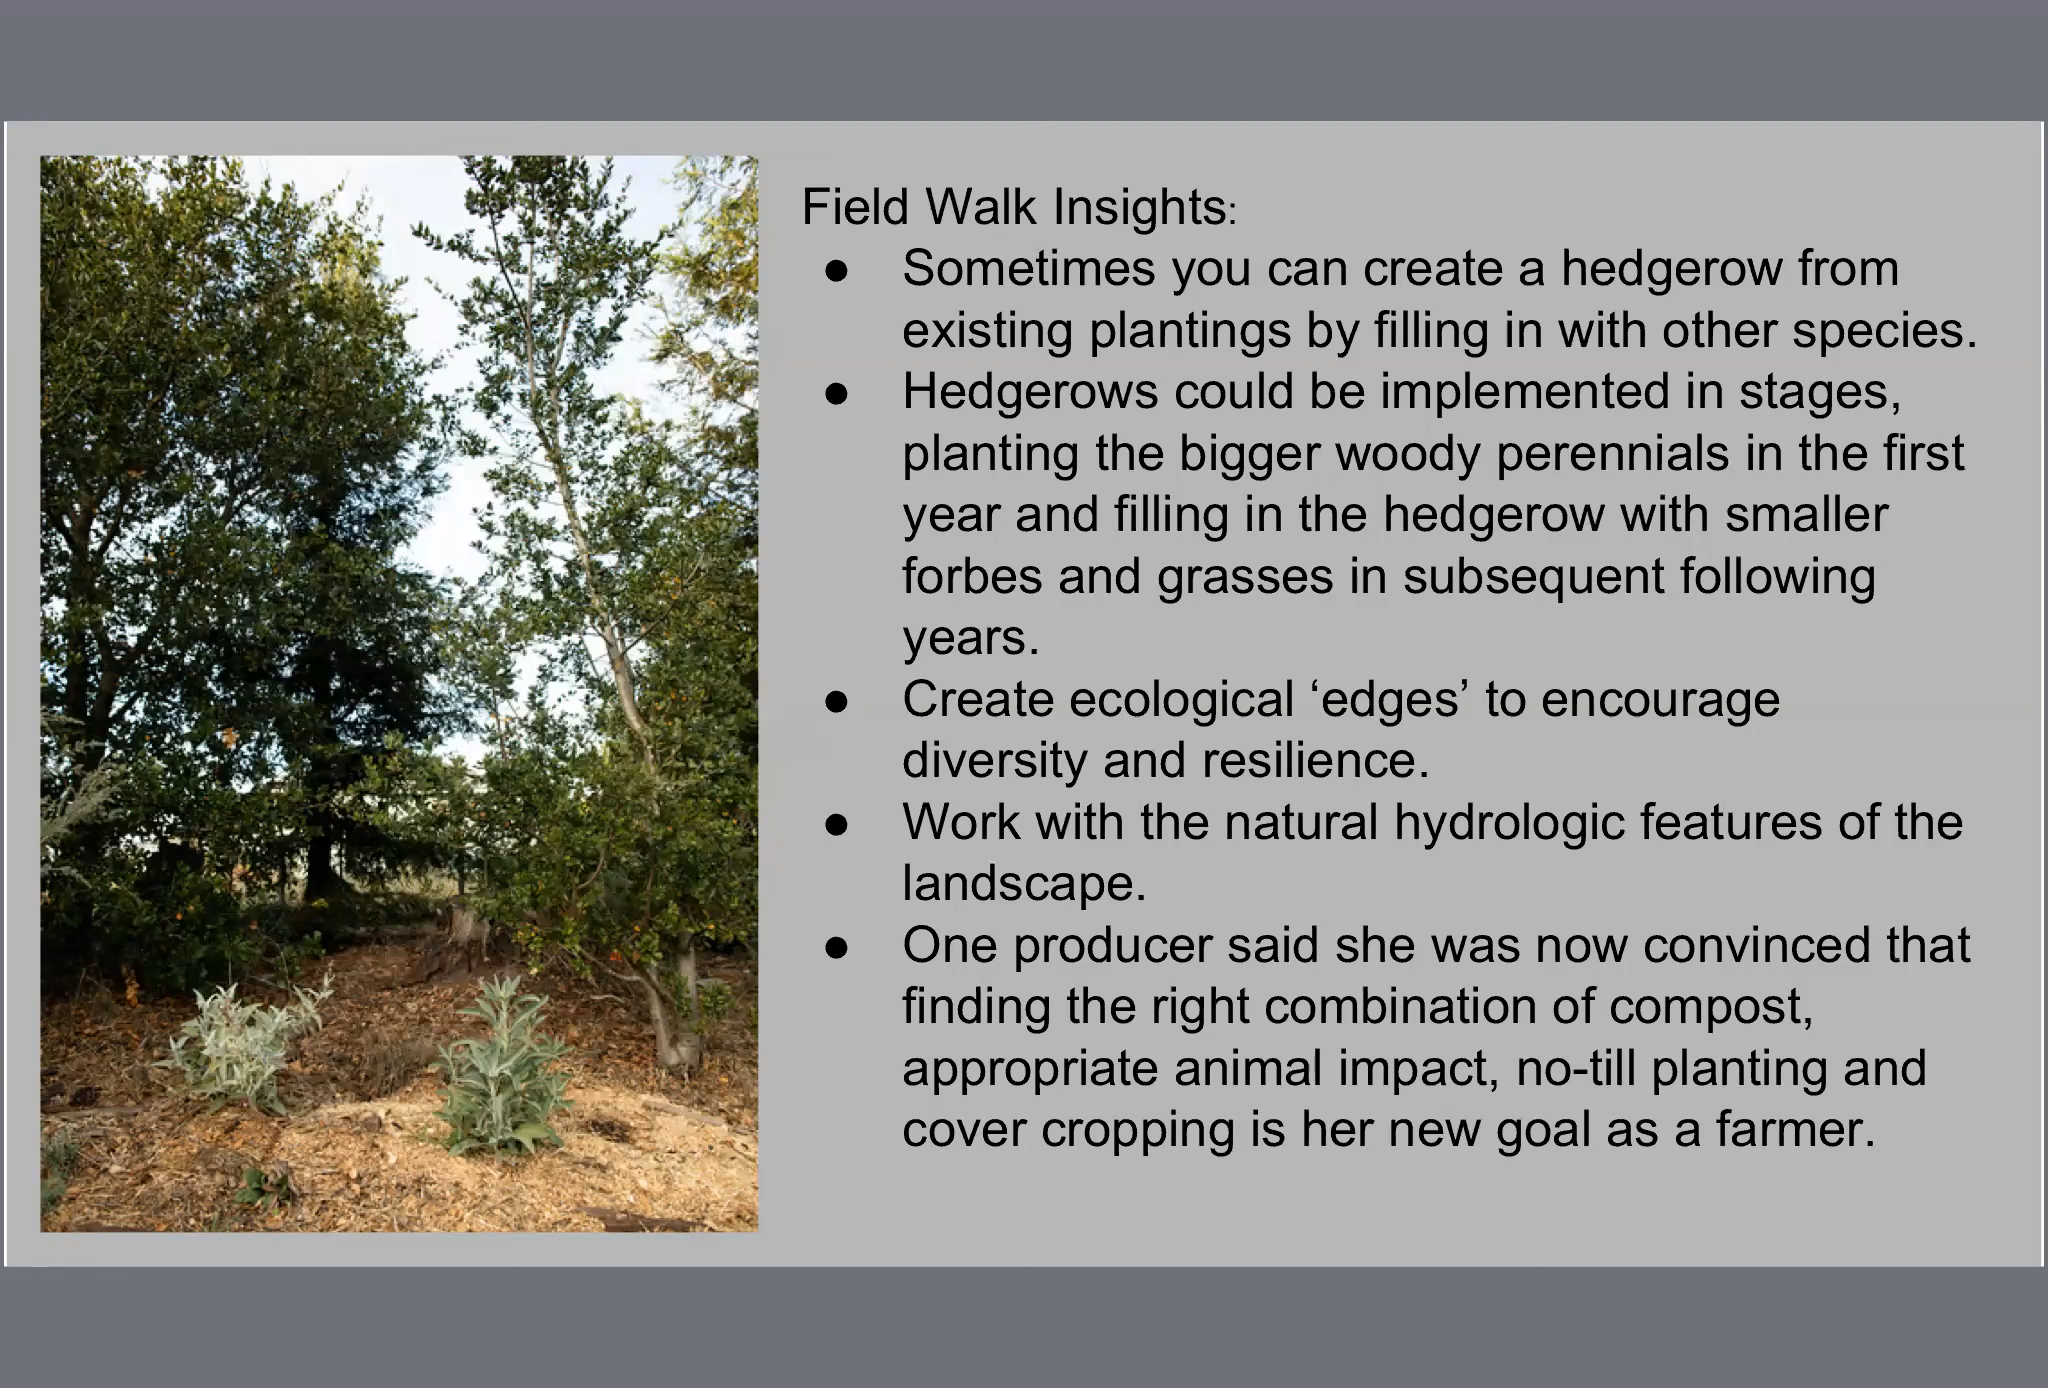 Field Walk Insights:
● Sometimes you can create a hedgerow from
existing plantings by filling in with other species.
● Hedgerows could be implemented in stages,
planting the bigger woody perennials in the first
year and filling in the hedgerow with smaller
forbes and grasses in subsequent following
years.
● Create ecological ‘edges’ to encourage
diversity and resilience.
● Work with the natural hydrologic features of the
landscape.
● One producer said she was now convinced that
finding the right combination of compost,
appropriate animal impact, no-till planting and
cover cropping is her new goal as a farmer.